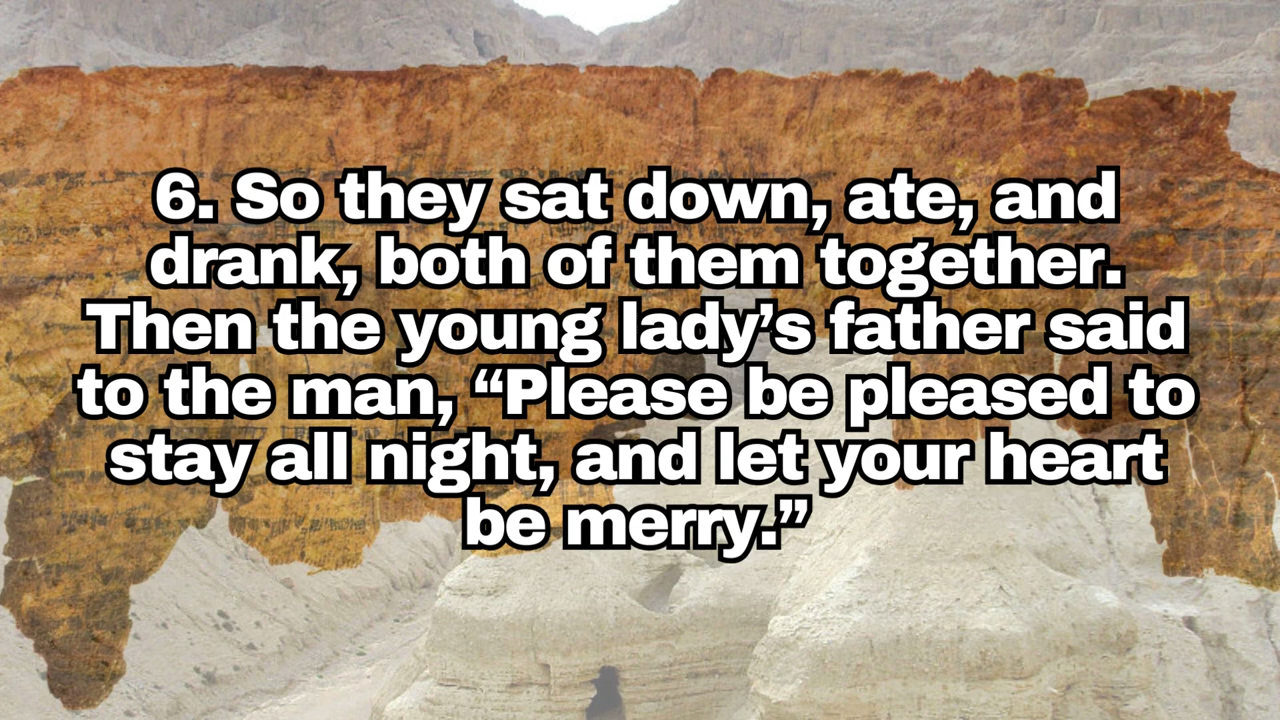 6. So they sat down, ate, and
drank, both of them together.
Then the young lady’s father said
to the man, “Please be pleased to
stay all night, and let your heart
be merry.”